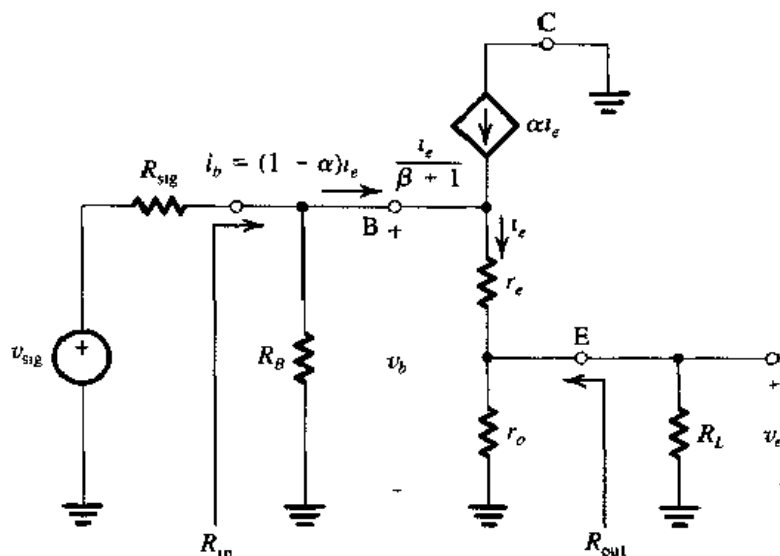 C
αi_e
R_sig
i_b = (1 - α)i_e
i_e / β + 1
B
+
i_e
r_e
v_sig
+
R_B
v_b
E
+
r_o
R_L
v_e
-
R_in
R_out